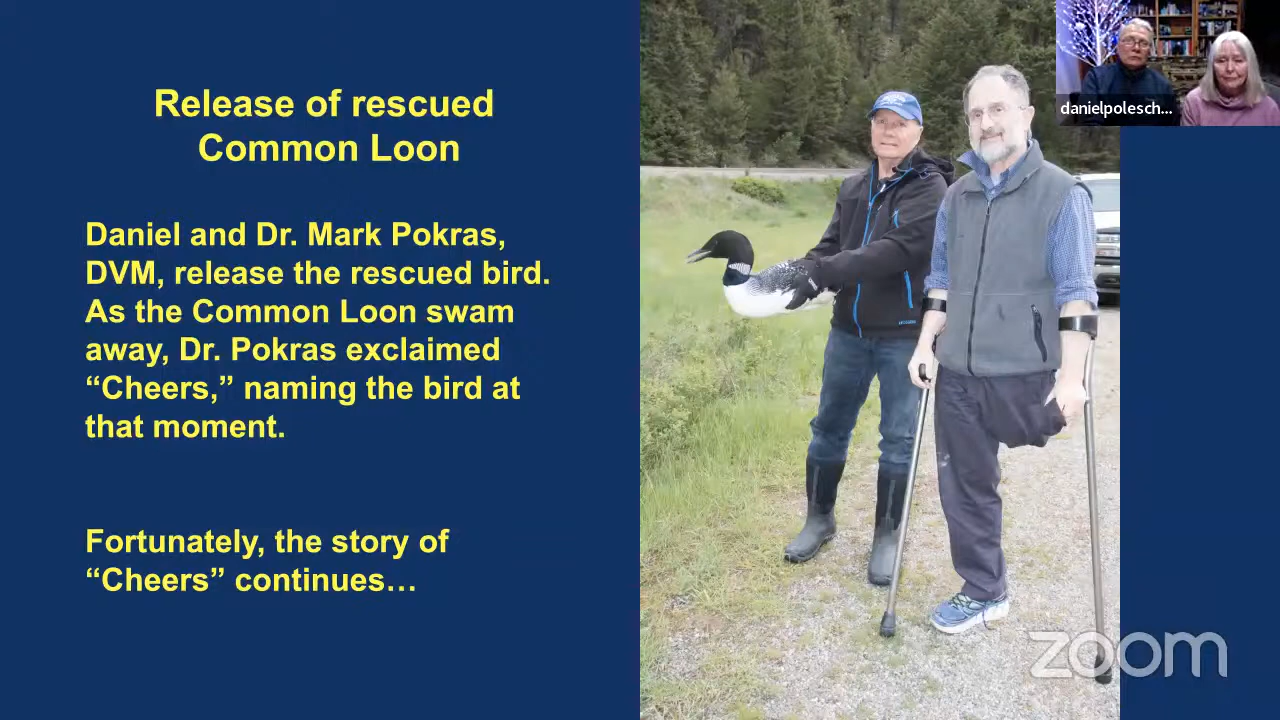 Release of rescued
Common Loon
Daniel and Dr. Mark Pokras,
DVM, release the rescued bird.
As the Common Loon swam
away, Dr. Pokras exclaimed
“Cheers,” naming the bird at
that moment.
Fortunately, the story of
“Cheers” continues…
danielpolesch...
zoom